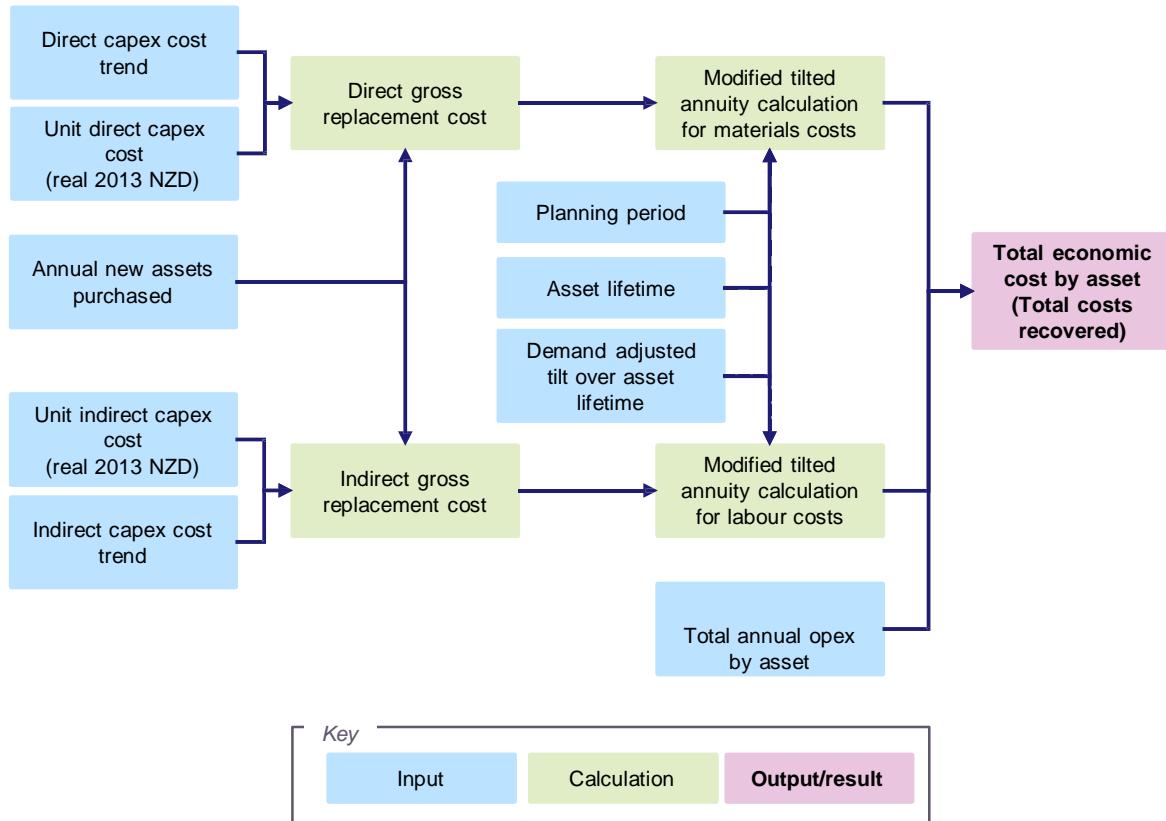 Direct capex cost
trend
Unit direct capex
cost
(real 2013 NZD)
Annual new assets
purchased
Unit indirect capex
cost
(real 2013 NZD)
Indirect capex cost
trend
Direct gross
replacement cost
Indirect gross
replacement cost
Modified tilted
annuity calculation
for materials costs
Planning period
Asset lifetime
Demand adjusted
tilt over asset
lifetime
Modified tilted
annuity calculation
for labour costs
Total annual opex
by asset
Total economic
cost by asset
(Total costs
recovered)
Key
Input
Calculation
Output/result